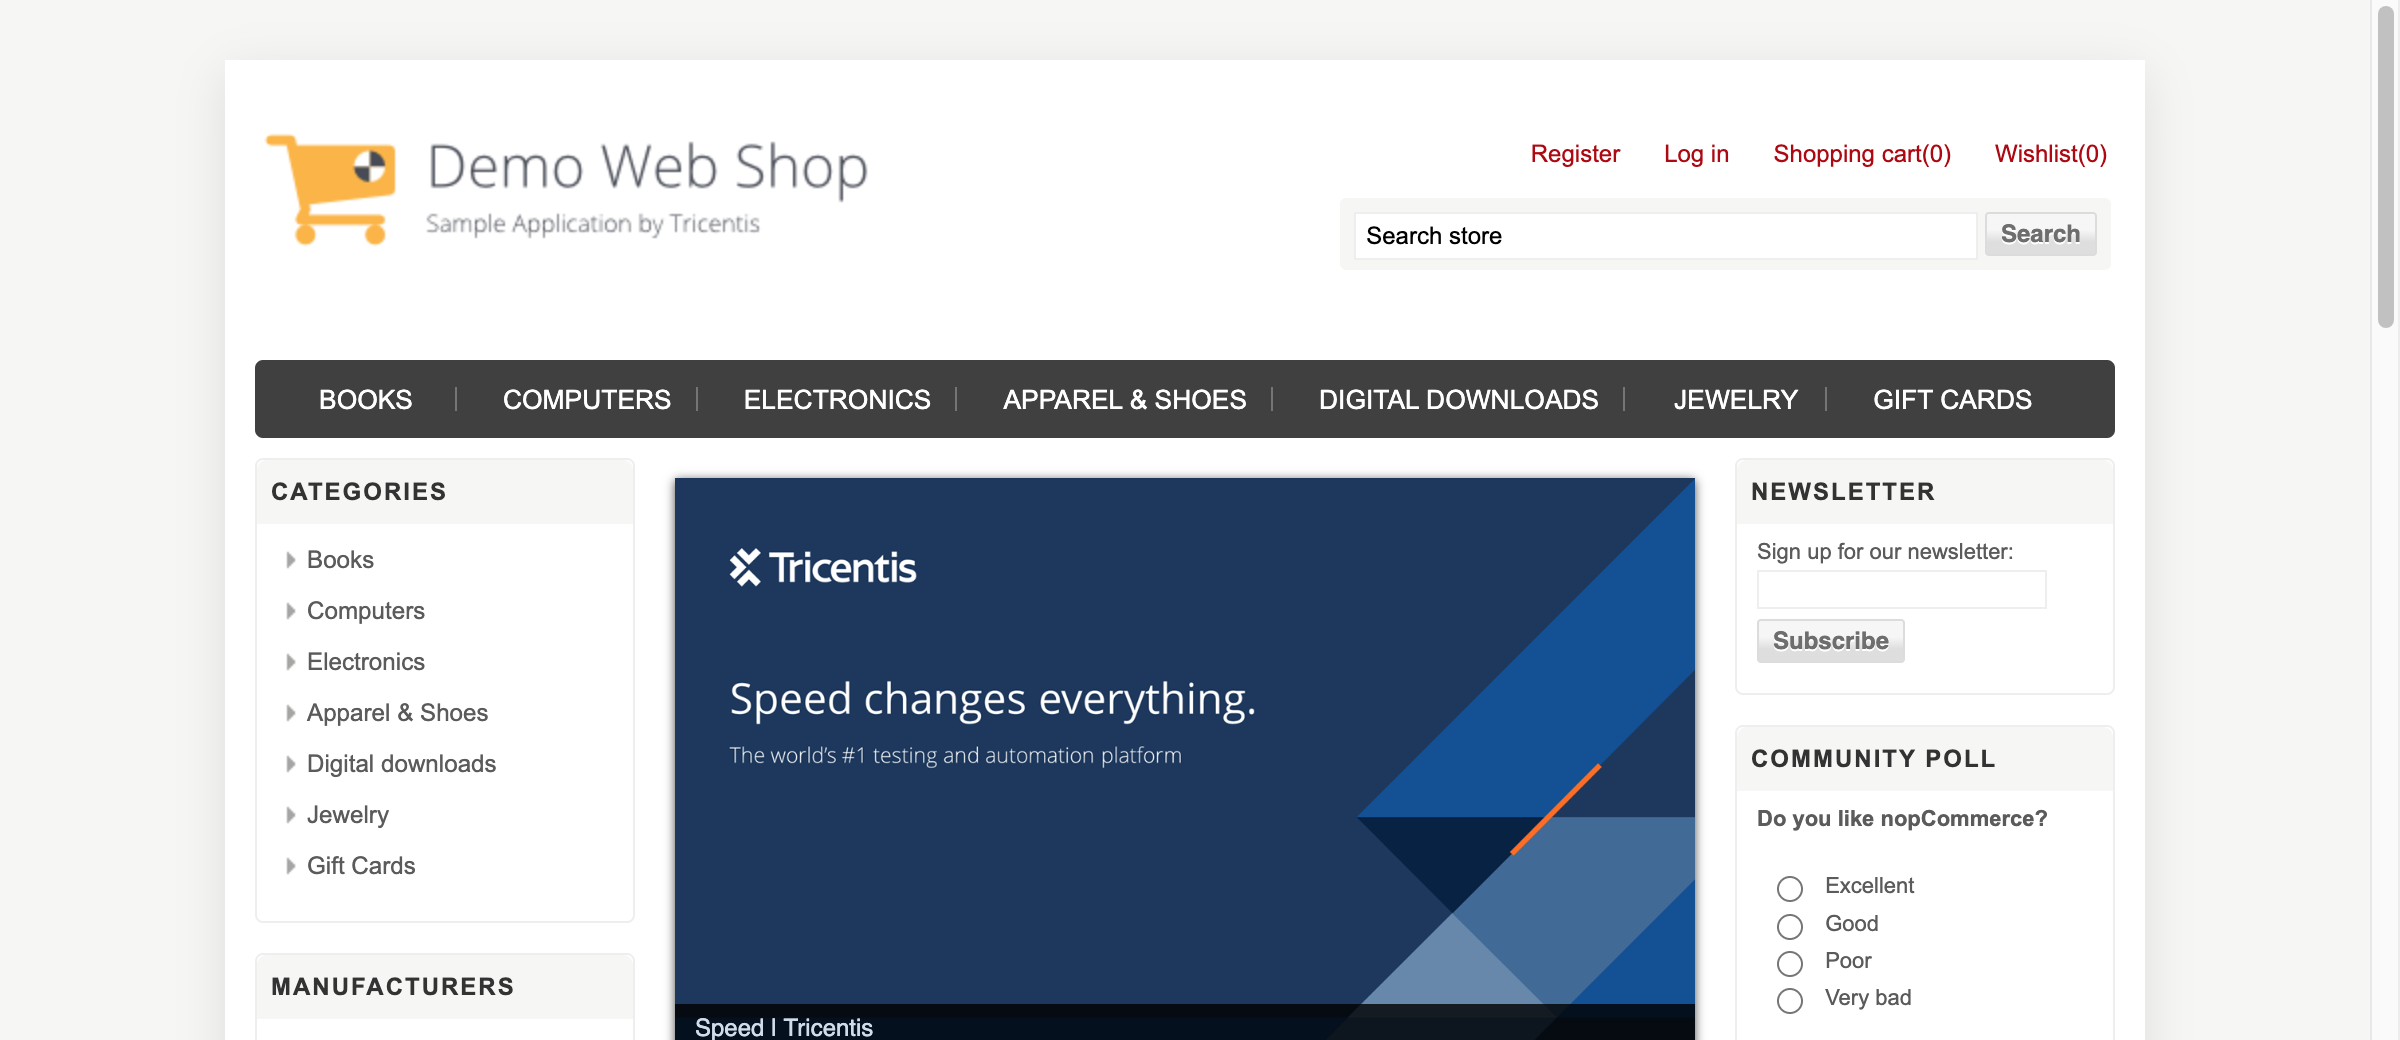 Demo Web Shop
Sample Application by Tricentis
Register Log in Shopping cart(0) Wishlist(0)
Search store Search
BOOKS COMPUTERS ELECTRONICS APPAREL & SHOES DIGITAL DOWNLOADS JEWELRY GIFT CARDS
CATEGORIES
Books
Computers
Electronics
Apparel & Shoes
Digital downloads
Jewelry
Gift Cards
MANUFACTURERS
Tricentis
Speed changes everything.
The world's #1 testing and automation platform
Speed | Tricentis
NEWSLETTER
Sign up for our newsletter:
Subscribe
COMMUNITY POLL
Do you like nopCommerce?
Excellent
Good
Poor
Very bad